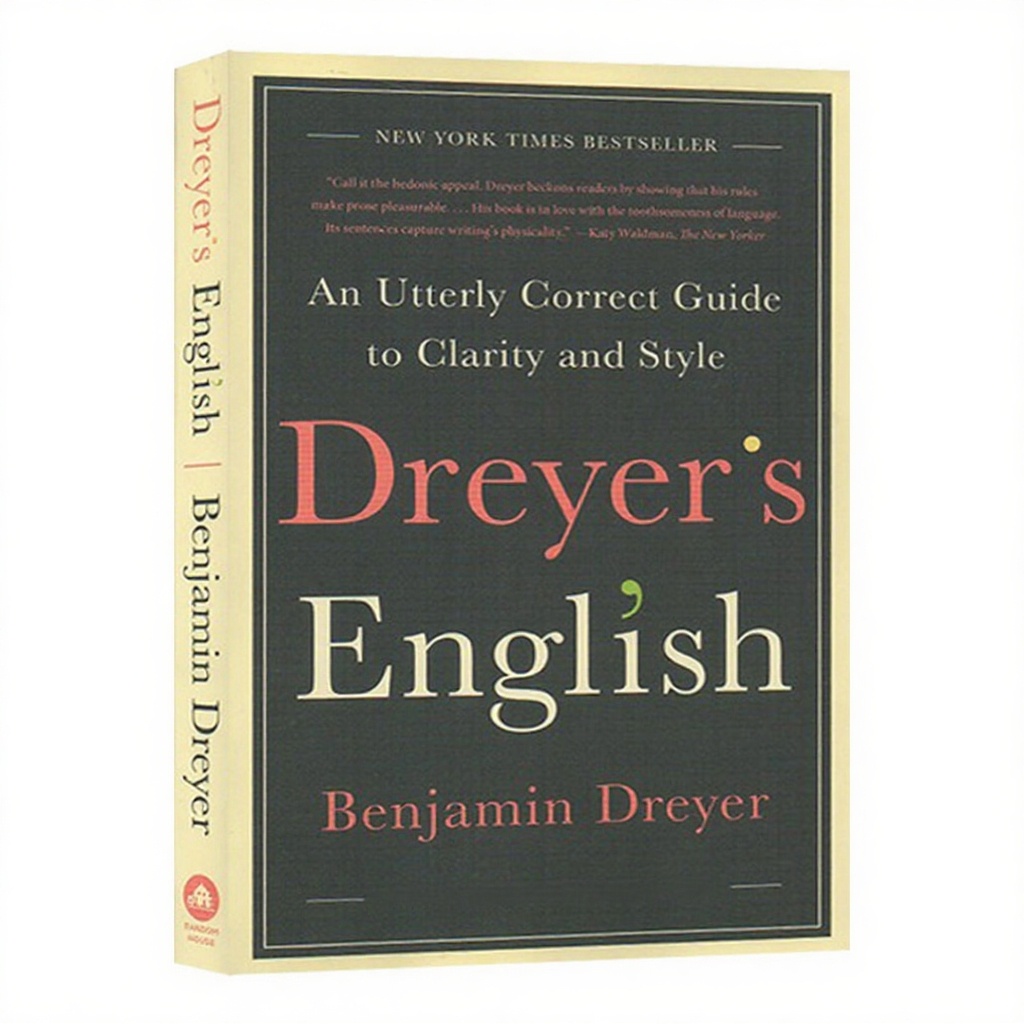 Dreyer's English | Benjamin Dreyer
RANDOM
HOUSE
NEW YORK TIMES BESTSELLER
"Call it the hedonic appeal. Dreyer beckons readers by showing that his rules
make prose pleasurable. . . . His book is in love with the toothsomeness of language.
Its sentences capture writing's physicality." —Katy Waldman, The New Yorker
An Utterly Correct Guide
to Clarity and Style
Dreyer's
English
Benjamin Dreyer